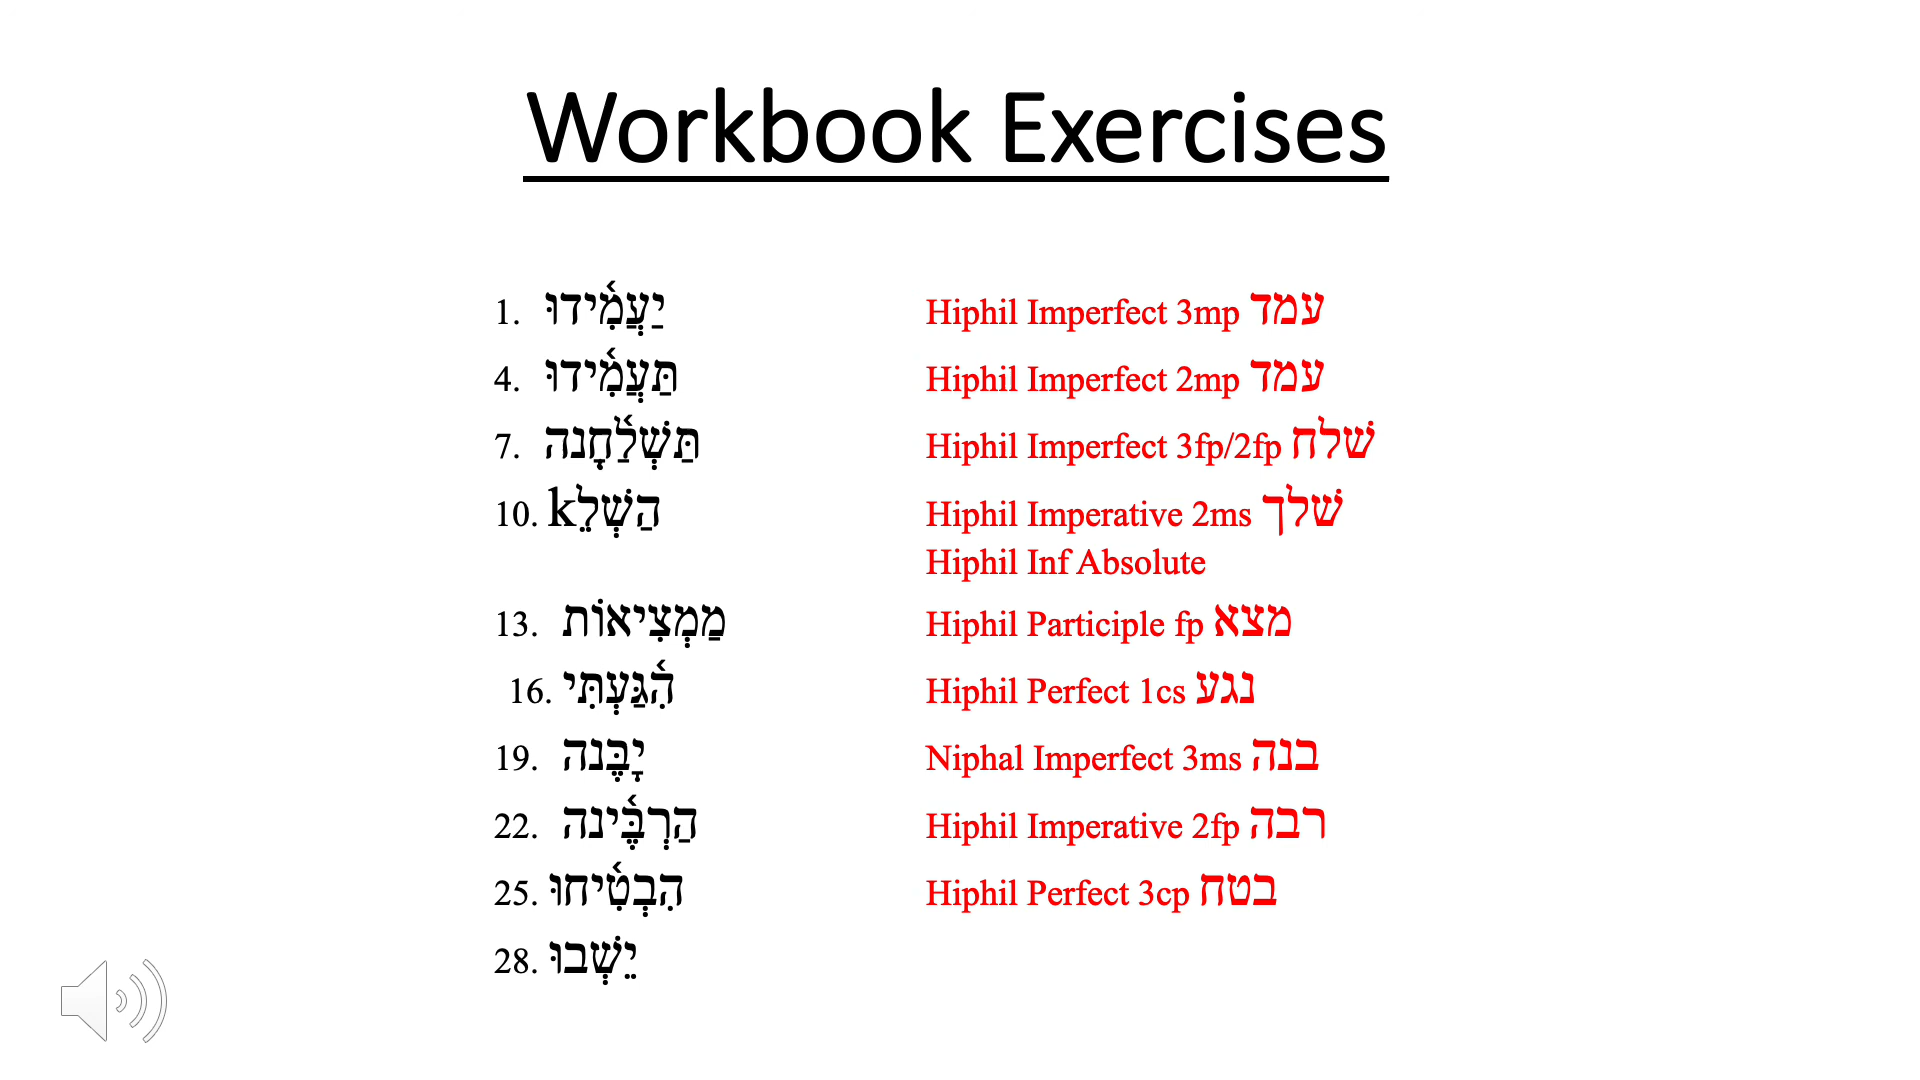 Workbook Exercises
1. יַעֲמִ֫ידוּ Hiphil Imperfect 3mp עמד
4. תַּעֲמִ֫ידוּ Hiphil Imperfect 2mp עמד
7. תַּשְׁלַ֫חְָנה Hiphil Imperfect 3fp/2fp שׁלח
10. הַשְׁלֵk Hiphil Imperative 2ms שׁלך
Hiphil Inf Absolute
13. מַמְצִיאוֹת Hiphil Participle fp מצא
16. הִ֫גַּעְתִּי Hiphil Perfect 1cs נגע
19. יָבֶּנה Niphal Imperfect 3ms בנה
22. הַרְבֶּ֫ינה Hiphil Imperative 2fp רבה
25. הִבְטִ֫יחוּ Hiphil Perfect 3cp בטח
28. יֵשְׁבוּ